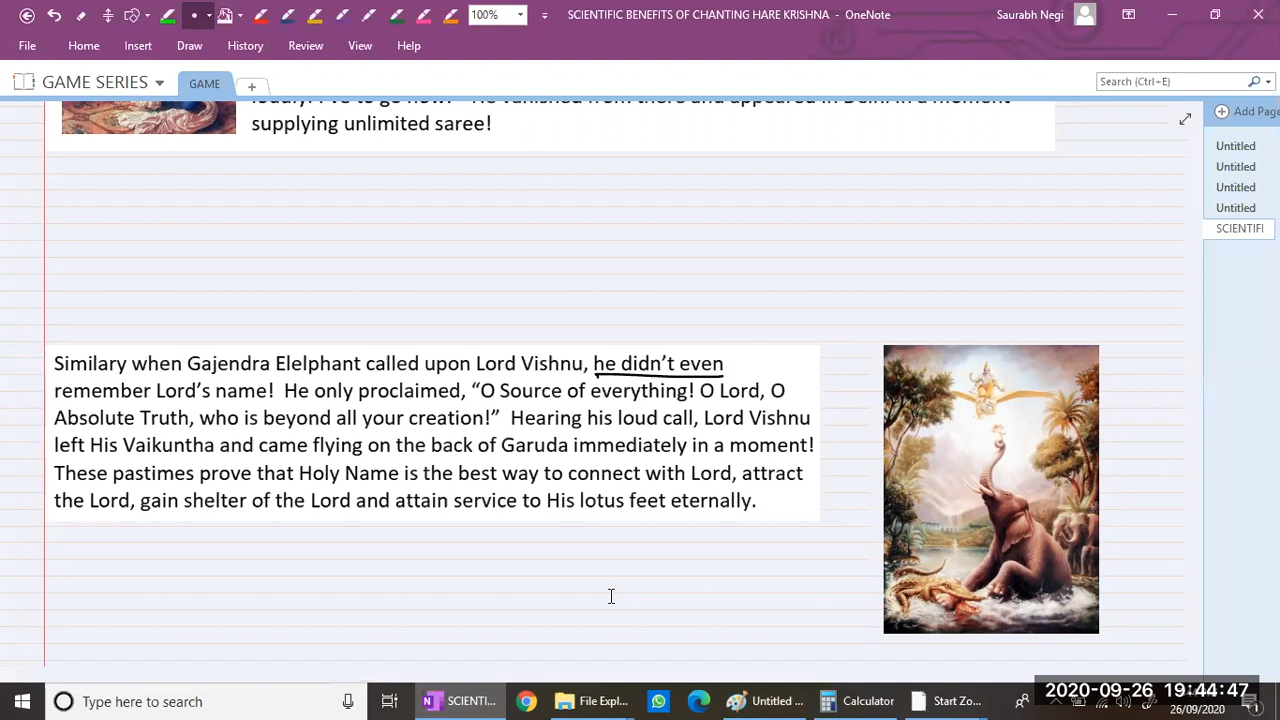 100%
SCIENTIFIC BENEFITS OF CHANTING HARE KRISHNA - OneNote
Saurabh Negi
File Home Insert Draw History Review View Help
GAME SERIES
GAME
Search (Ctrl+E)
supplying unlimited saree!
Add Page
Untitled
Untitled
Untitled
Untitled
SCIENTIFI
Similary when Gajendra Elelphant called upon Lord Vishnu, he didn't even
remember Lord's name! He only proclaimed, “O Source of everything! O Lord, O
Absolute Truth, who is beyond all your creation!” Hearing his loud call, Lord Vishnu
left His Vaikuntha and came flying on the back of Garuda immediately in a moment!
These pastimes prove that Holy Name is the best way to connect with Lord, attract
the Lord, gain shelter of the Lord and attain service to His lotus feet eternally.
Type here to search
SCIENTI...
File Expl...
Untitled ...
Calculator
Start Zo...
2020-09-26 19:44:47
26/09/2020